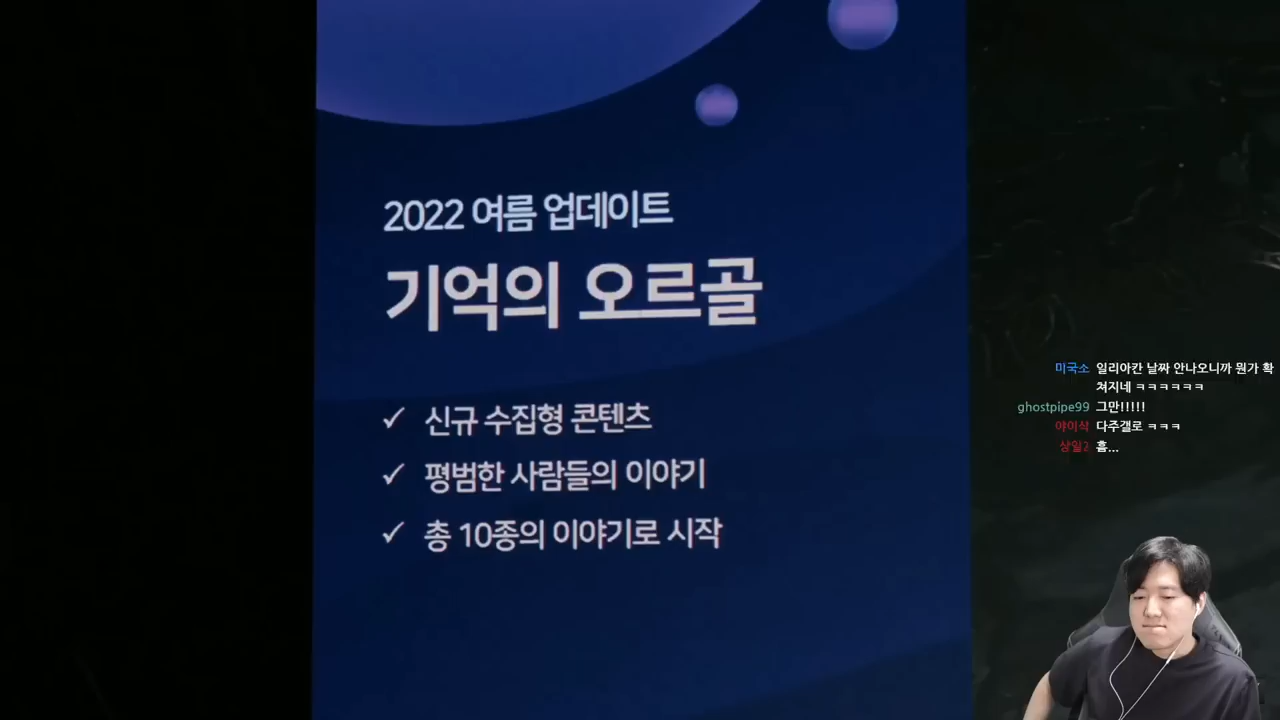 2022 여름 업데이트
기억의 오르골
✓ 신규 수집형 콘텐츠
✓ 평범한 사람들의 이야기
✓ 총 10종의 이야기로 시작
미국소 일리아칸 날짜 안나오니까 뭔가 확
쳐지네 ㅋㅋㅋㅋㅋㅋ
ghostpipe99 그만!!!!!
야이식 다주갤로 ㅋㅋㅋ
상일2 흠...